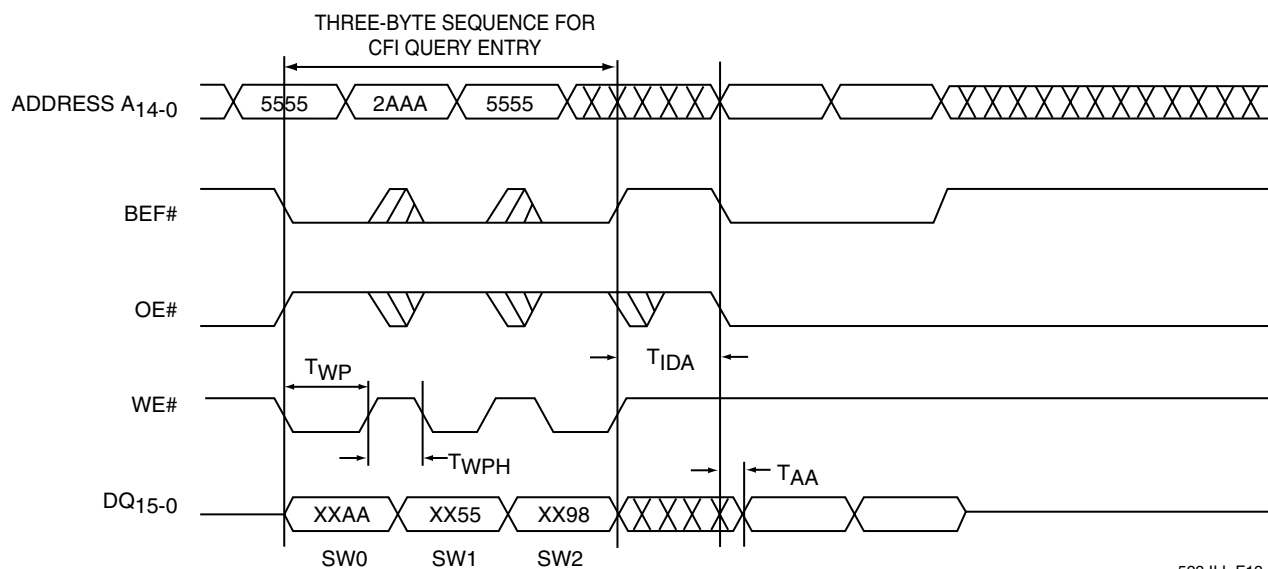 THREE-BYTE SEQUENCE FOR
CFI QUERY ENTRY
ADDRESS A14-0
5555 2AAA 5555
BEF#
OE#
TIDA
TWP
WE#
TWPH
TAA
DQ15-0
XXAA XX55 XX98
SW0 SW1 SW2